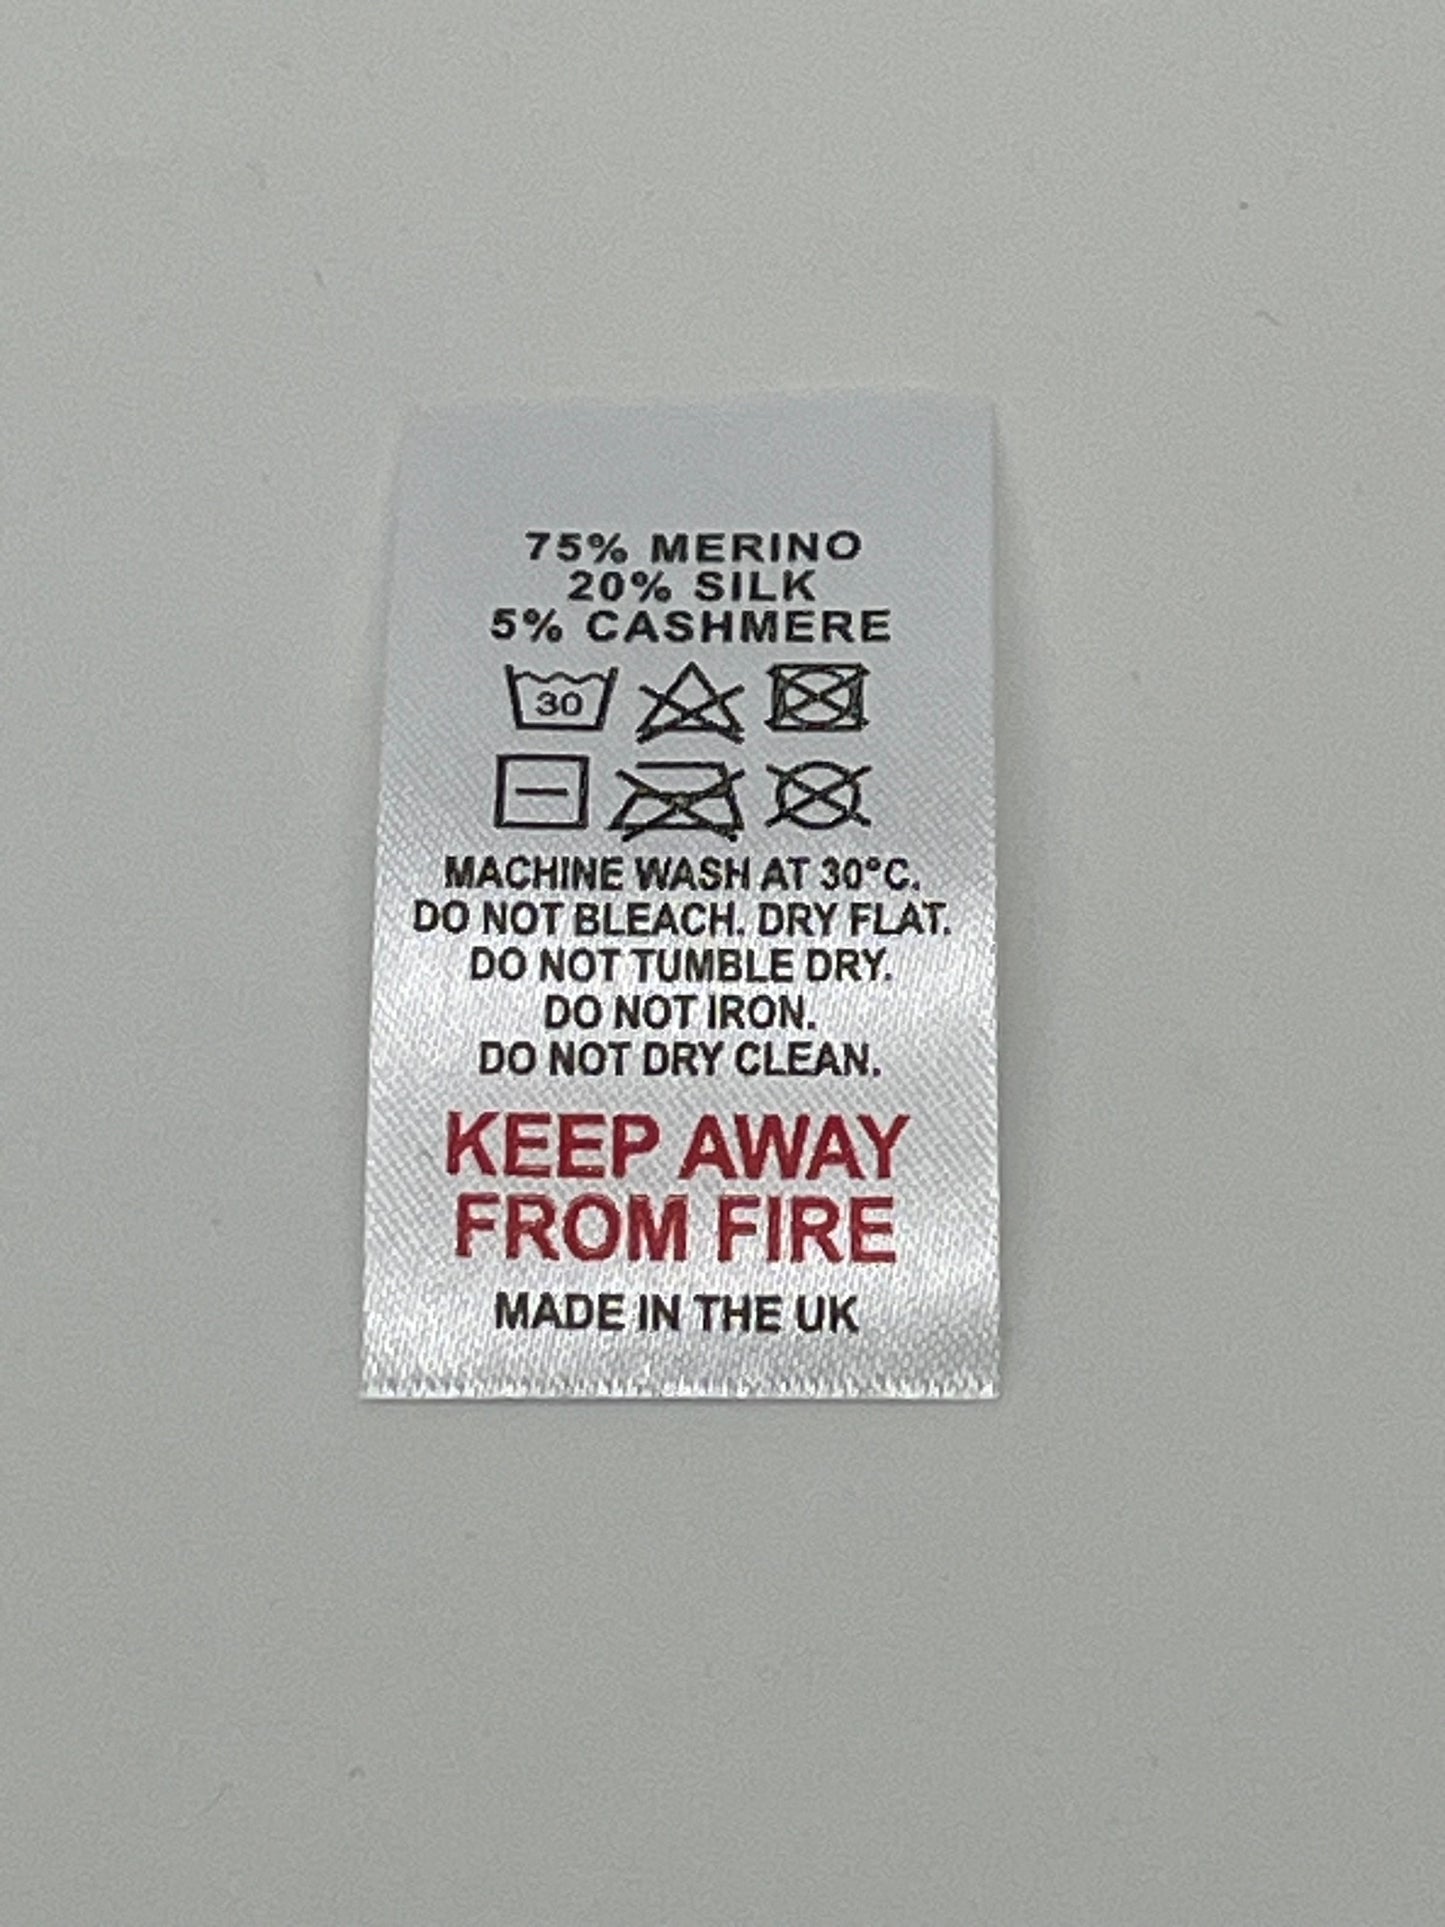 75% MERINO
20% SILK
5% CASHMERE
30
MACHINE WASH AT 30°C.
DO NOT BLEACH. DRY FLAT.
DO NOT TUMBLE DRY.
DO NOT IRON.
DO NOT DRY CLEAN.
KEEP AWAY
FROM FIRE
MADE IN THE UK